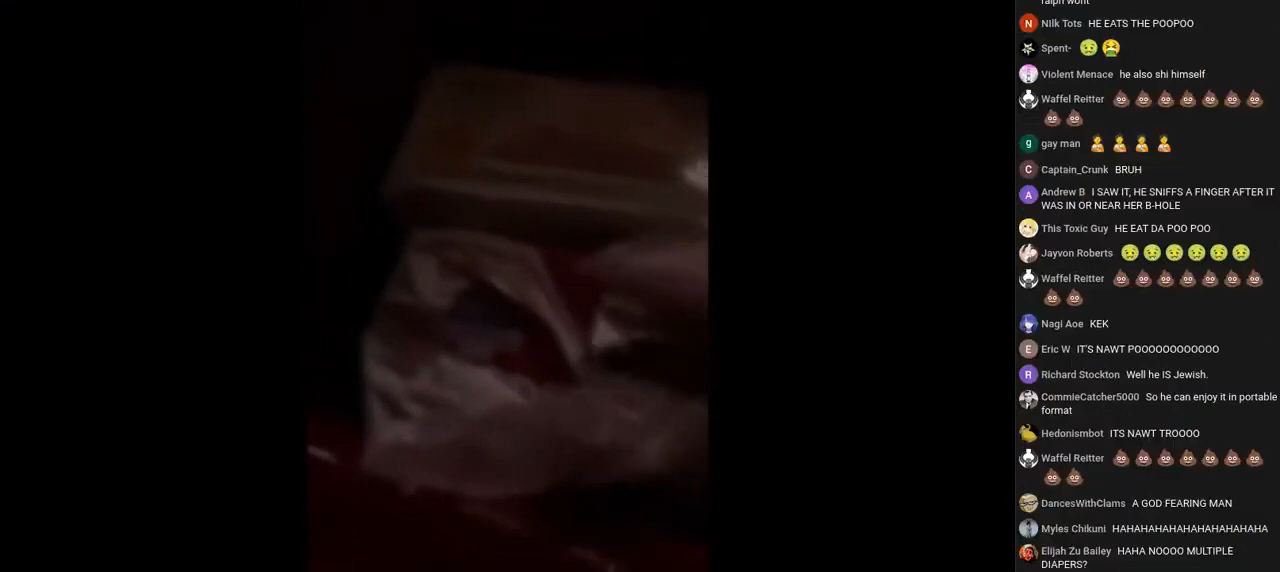 ralph wont
Nilk Tots HE EATS THE POOPOO
Spent-
Violent Menace he also shi himself
Waffel Reitter
g gay man
C Captain_Crunk BRUH
A Andrew B I SAW IT, HE SNIFFS A FINGER AFTER IT
WAS IN OR NEAR HER B-HOLE
This Toxic Guy HE EAT DA POO POO
Jayvon Roberts
Waffel Reitter
Nagi Aoe KEK
E Eric W IT'S NAWT POOOOOOOOOOOO
R Richard Stockton Well he IS Jewish.
CommieCatcher5000 So he can enjoy it in portable
format
Hedonismbot ITS NAWT TROOOO
Waffel Reitter
DancesWithClams A GOD FEARING MAN
Myles Chikuni HAHAHAHAHAHAHAHAHAHA
Elijah Zu Bailey HAHA NOOOO MULTIPLE
DIAPERS?